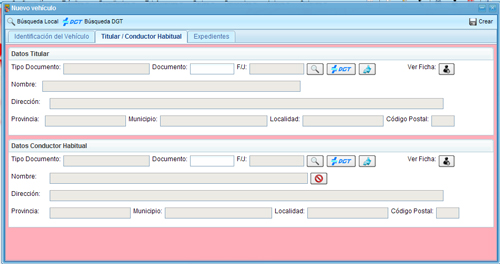 Nuevo vehículo
Búsqueda Local DGT Búsqueda DGT Crear
Identificación del Vehículo Titular / Conductor Habitual Expedientes
Datos Titular
Tipo Documento: Documento: F/J: DGT Ver Ficha:
Nombre:
Dirección:
Provincia: Municipio: Localidad: Código Postal:
Datos Conductor Habitual
Tipo Documento: Documento: F/J: DGT Ver Ficha:
Nombre:
Dirección:
Provincia: Municipio: Localidad: Código Postal: